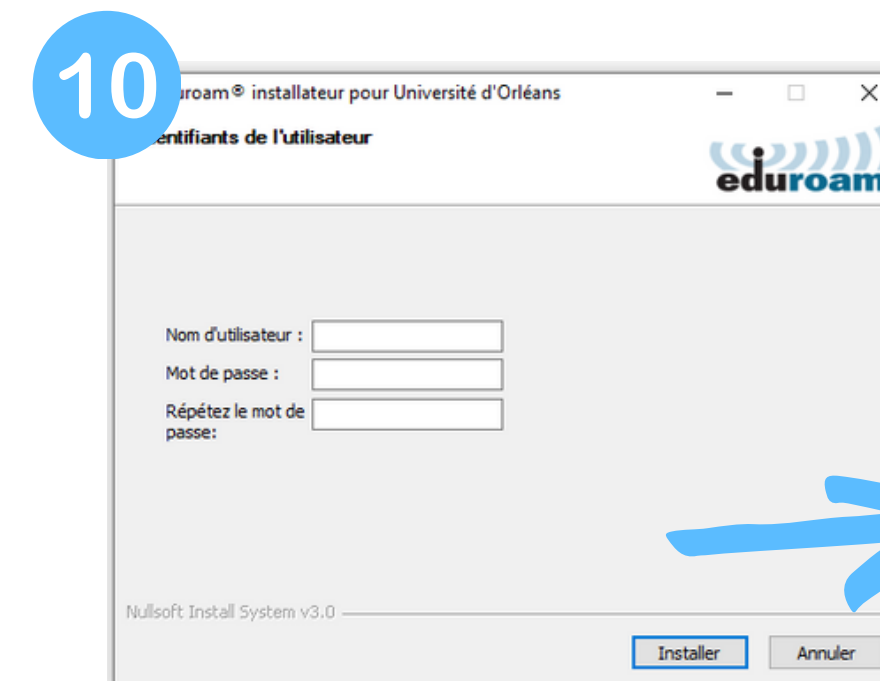 10
uroam® installateur pour Université d'Orléans
entifiants de l'utilisateur
eduroam
Nom d'utilisateur :
Mot de passe :
Répétez le mot de
passe:
Nullsoft Install System v3.0
Installer
Annuler